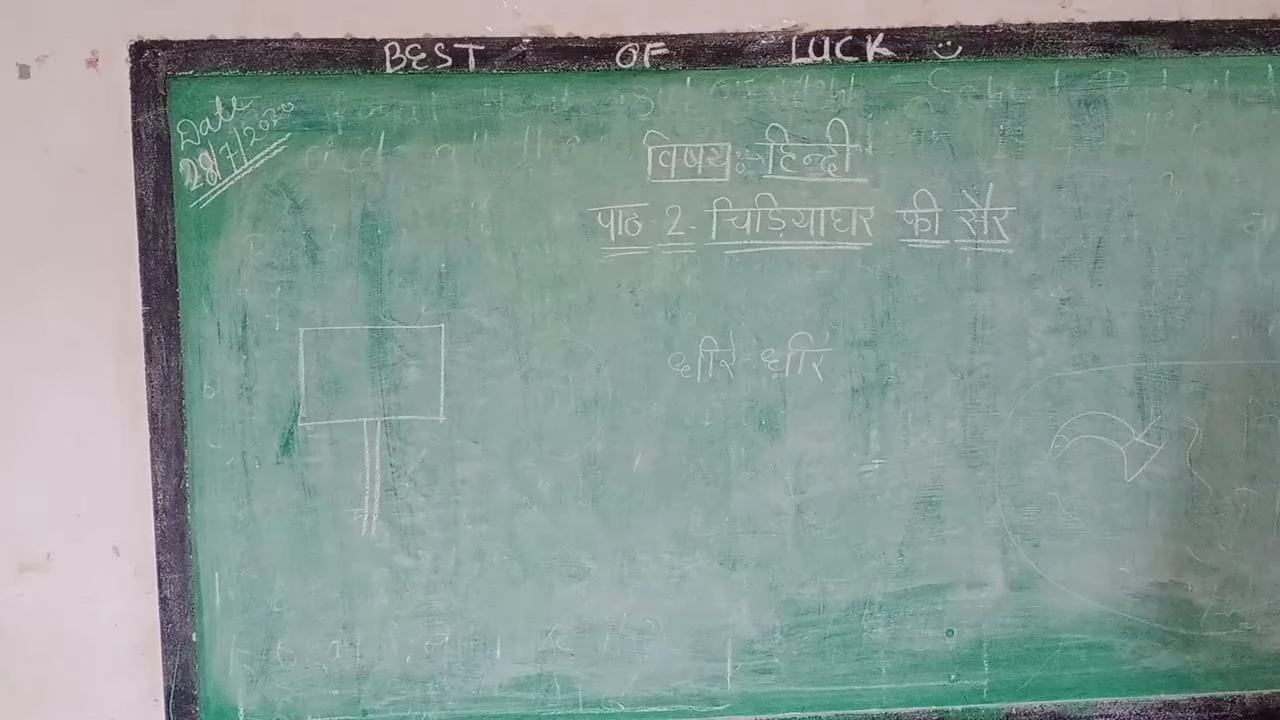 BEST OF LUCK
Date
28/7/2020
विषय:- हिन्दी
पाठ 2. चिड़ियाघर की सैर
धीरे-धीरे